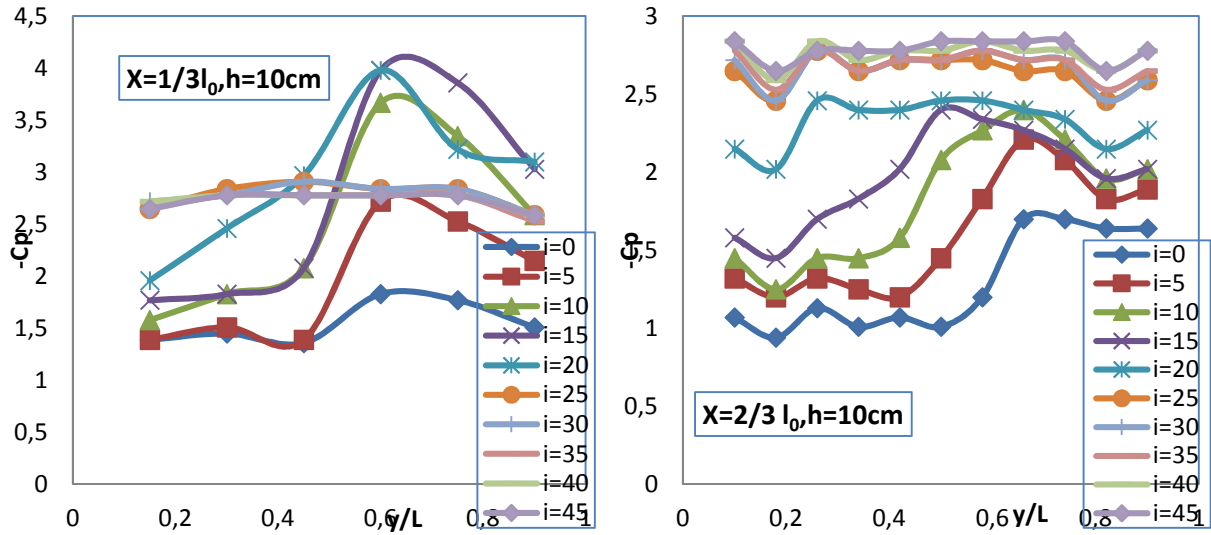 4,5
4
3,5
3
2,5
2
1,5
1
0,5
0
-Cp
X=1/3l₀,h=10cm
i=0
i=5
i=10
i=15
i=20
i=25
i=30
i=35
i=40
i=45
0
0,2
0,4
0,6
0,8
1
y/L
3
2,5
2
1,5
1
0,5
0
-Cp
X=2/3 l₀,h=10cm
i=0
i=5
i=10
i=15
i=20
i=25
i=30
i=35
i=40
i=45
0
0,2
0,4
0,6
0,8
1
y/L